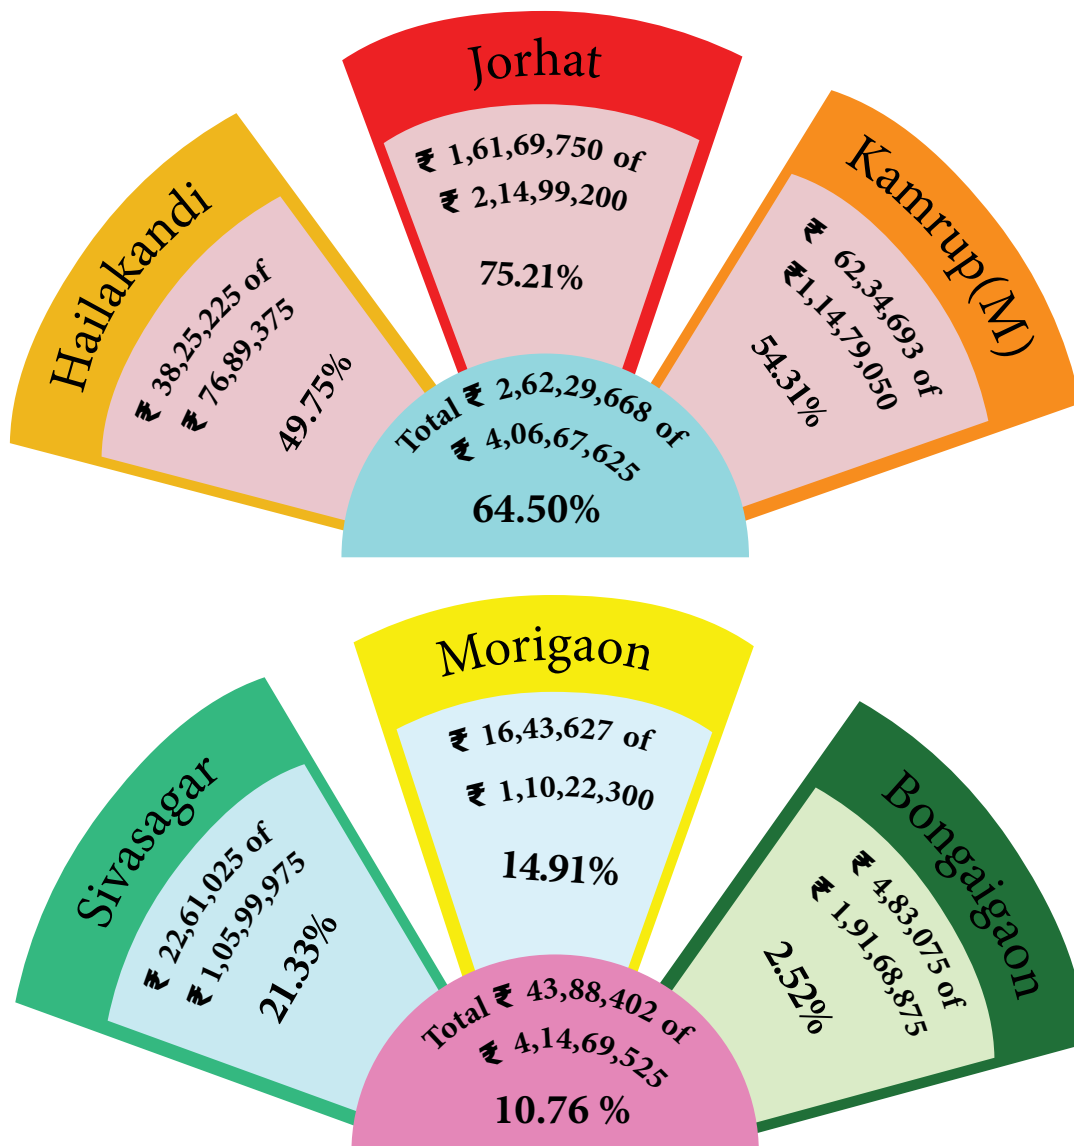 Jorhat
₹ 1,61,69,750 of
₹ 2,14,99,200
75.21%
Hailakandi
₹ 38,25,225 of
₹ 76,89,375
49.75%
Kamrup(M)
₹ 62,34,693 of
₹1,14,79,050
54.31%
Total ₹ 2,62,29,668 of
₹ 4,06,67,625
64.50%
Morigaon
₹ 16,43,627 of
₹ 1,10,22,300
14.91%
Sivasagar
₹ 22,61,025 of
₹ 1,05,99,975
21.33%
Bongaigaon
₹ 4,83,075 of
₹ 1,91,68,875
2.52%
Total ₹ 43,88,402 of
₹ 4,14,69,525
10.76 %